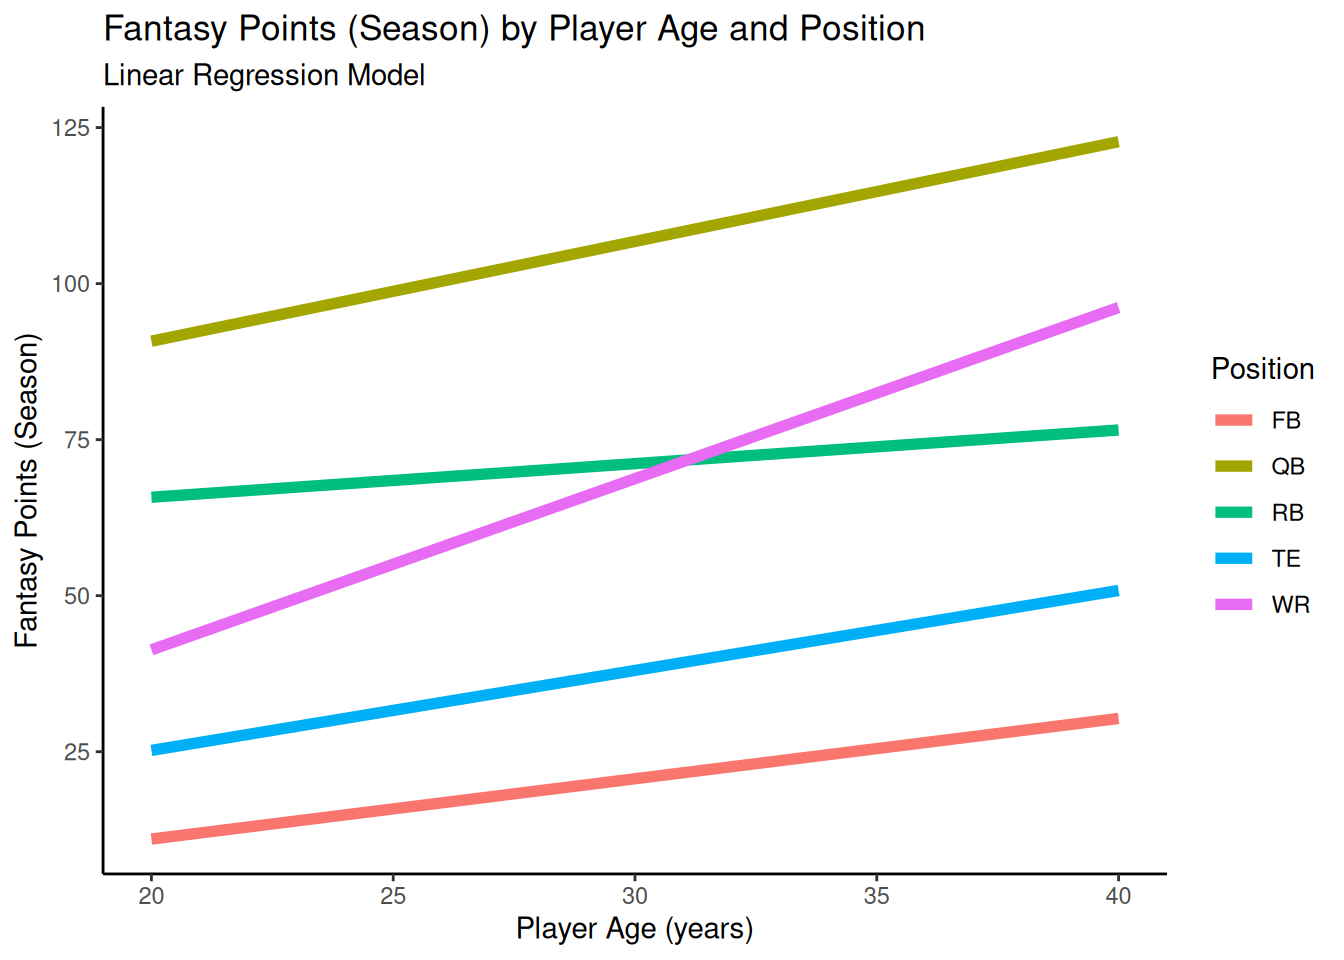 Fantasy Points (Season) by Player Age and Position
Linear Regression Model
Fantasy Points (Season)
125
100
75
50
25
20 25 30 35 40
Player Age (years)
Position
FB
QB
RB
TE
WR